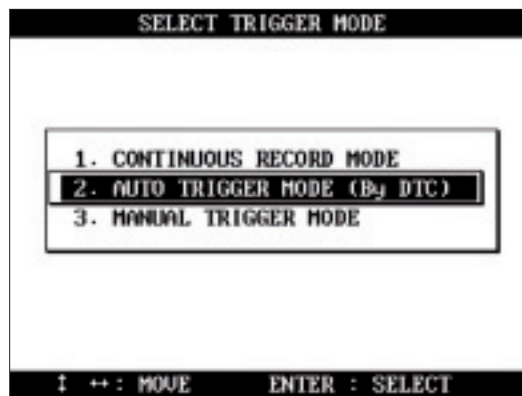 SELECT TRIGGER MODE
1. CONTINUOUS RECORD MODE
2. AUTO TRIGGER MODE (By DTC)
3. MANUAL TRIGGER MODE
↕ ↔: MOVE ENTER : SELECT